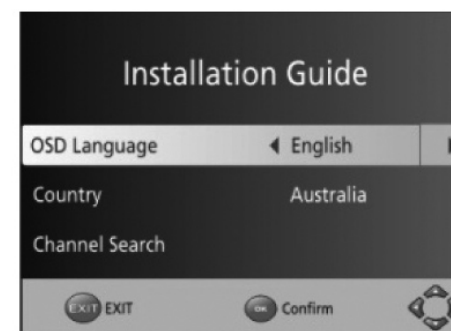 Installation Guide
OSD Language English
Country Australia
Channel Search
EXIT EXIT OK Confirm